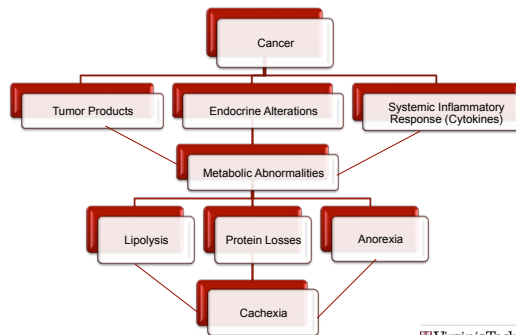 Cancer
Tumor Products
Endocrine Alterations
Systemic Inflammatory
Response (Cytokines)
Metabolic Abnormalities
Lipolysis
Protein Losses
Anorexia
Cachexia